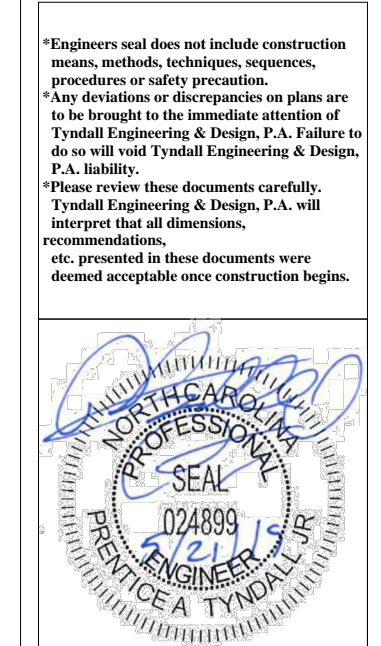 *Engineers seal does not include construction
means, methods, techniques, sequences,
procedures or safety precaution.
*Any deviations or discrepancies on plans are
to be brought to the immediate attention of
Tyndall Engineering & Design, P.A. Failure to
do so will void Tyndall Engineering & Design,
P.A. liability.
*Please review these documents carefully.
Tyndall Engineering & Design, P.A. will
interpret that all dimensions,
recommendations,
etc. presented in these documents were
deemed acceptable once construction begins.
NORTH CAROLINA
PROFESSIONAL
SEAL
024899
5/21/19
ENGINEER
PRENTICE A TYNDALL JR